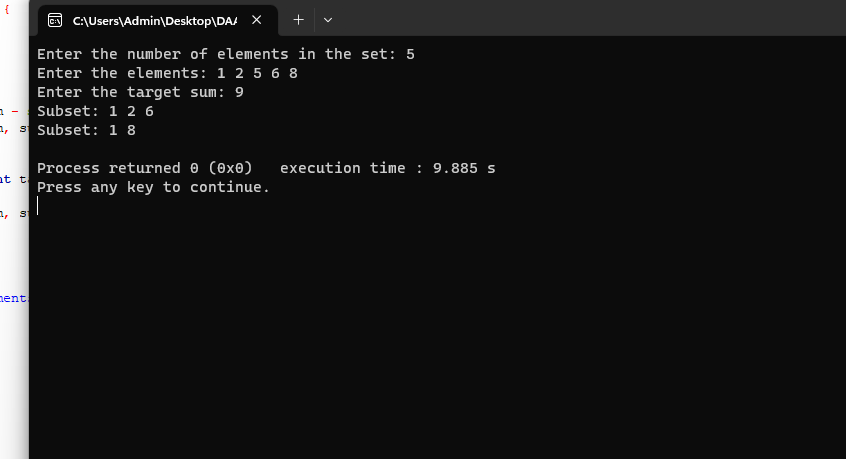 {
C:\Users\Admin\Desktop\DAA
Enter the number of elements in the set: 5
Enter the elements: 1 2 5 6 8
Enter the target sum: 9
Subset: 1 2 6
Subset: 1 8
Process returned 0 (0x0)   execution time : 9.885 s
Press any key to continue.